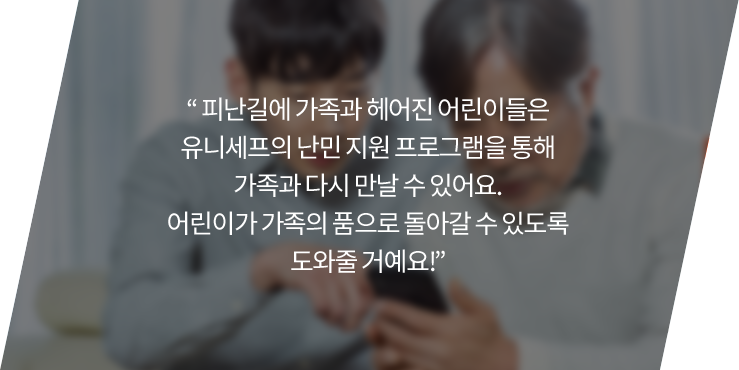 “ 피난길에 가족과 헤어진 어린이들은
유니세프의 난민 지원 프로그램을 통해
가족과 다시 만날 수 있어요.
어린이가 가족의 품으로 돌아갈 수 있도록
도와줄 거예요!”